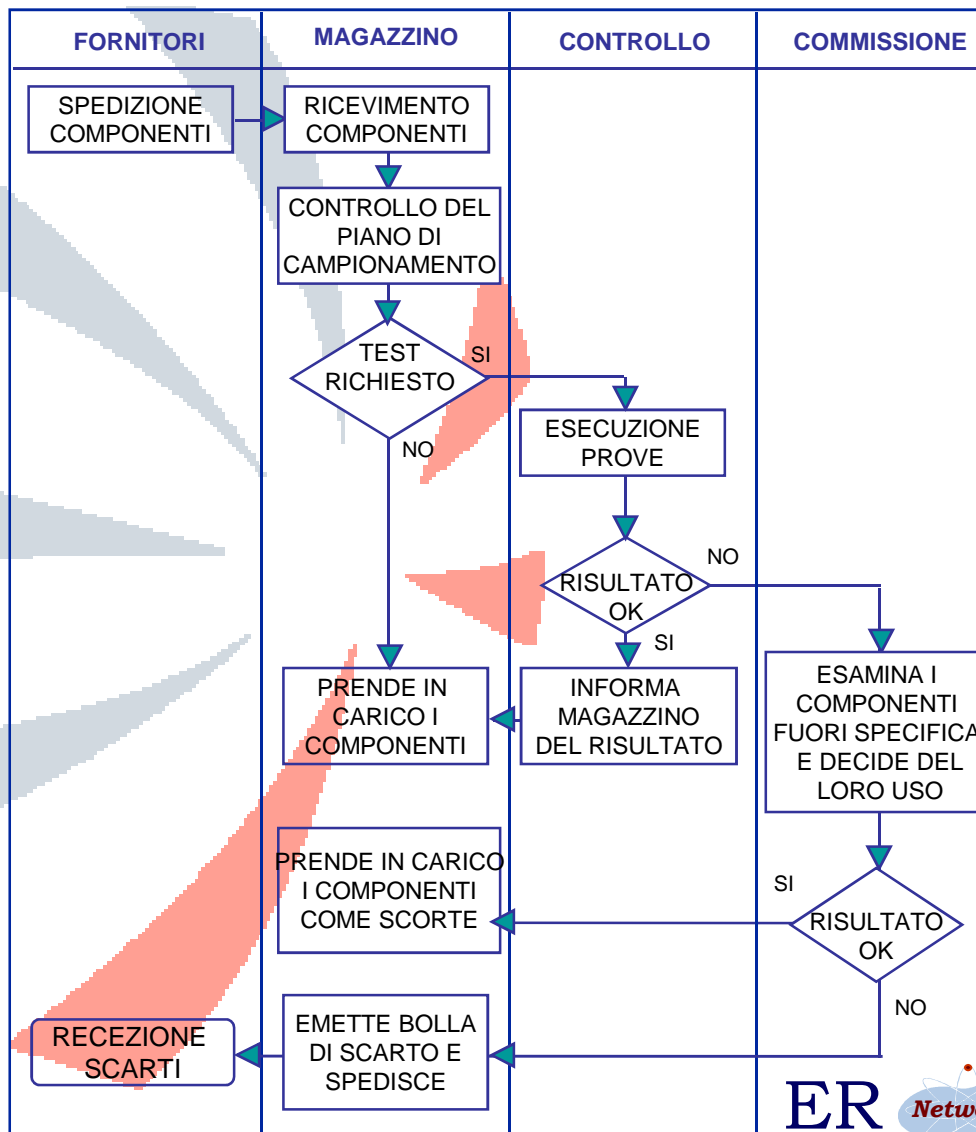 FORNITORI
MAGAZZINO
CONTROLLO
COMMISSIONE
SPEDIZIONE
COMPONENTI
RICEVIMENTO
COMPONENTI
CONTROLLO DEL
PIANO DI
CAMPIONAMENTO
TEST
RICHIESTO
SI
NO
ESECUZIONE
PROVE
RISULTATO
OK
NO
SI
PRENDE IN
CARICO I
COMPONENTI
INFORMA
MAGAZZINO
DEL RISULTATO
ESAMINA I
COMPONENTI
FUORI SPECIFICA
E DECIDE DEL
LORO USO
PRENDE IN CARICO
I COMPONENTI
COME SCORTE
SI
RISULTATO
OK
NO
RECEZIONE
SCARTI
EMETTE BOLLA
DI SCARTO E
SPEDISCE
ER